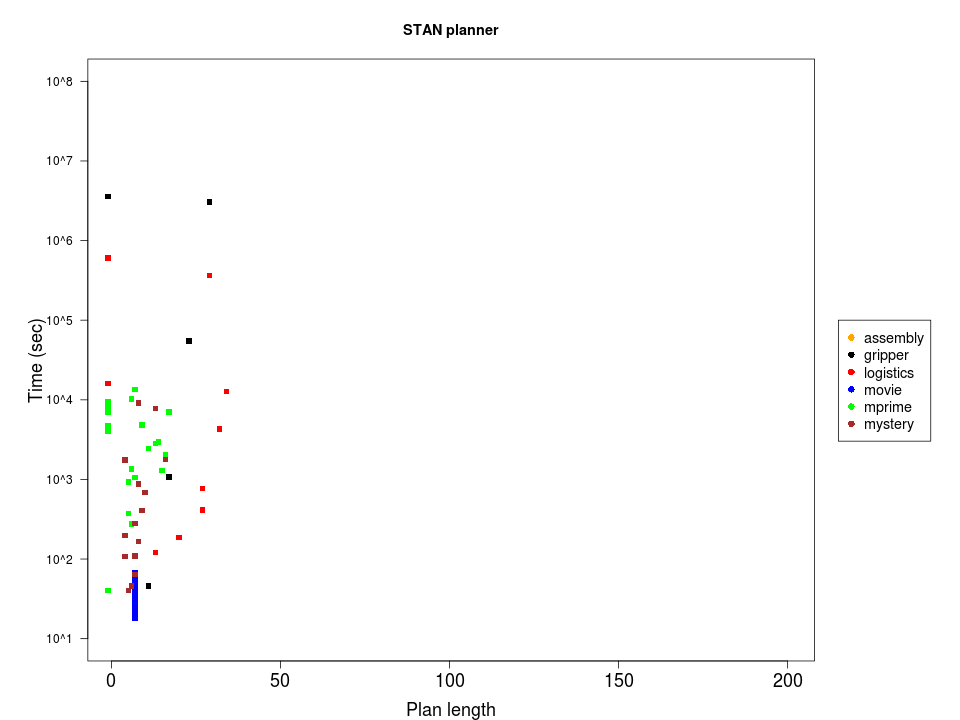 STAN planner
10^8
10^7
10^6
10^5
10^4
10^3
10^2
10^1
Time (sec)
0 50 100 150 200
Plan length
assembly
gripper
logistics
movie
mprime
mystery